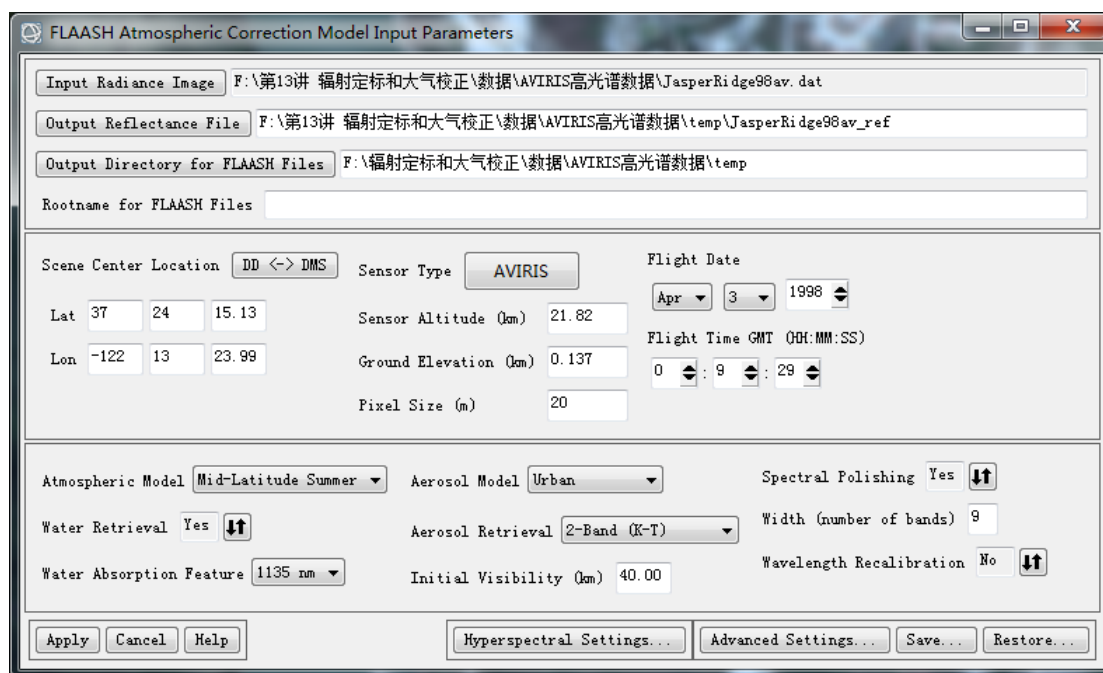 FLAASH Atmospheric Correction Model Input Parameters
Input Radiance Image F:\第13讲 辐射定标和大气校正\数据\AVIRIS高光谱数据\JasperRidge98av.dat
Output Reflectance File F:\第13讲 辐射定标和大气校正\数据\AVIRIS高光谱数据\temp\JasperRidge98av_ref
Output Directory for FLAASH Files F:\辐射定标和大气校正\数据\AVIRIS高光谱数据\temp
Rootname for FLAASH Files
Scene Center Location DD <-> DMS
Lat 37 24 15.13
Lon -122 13 23.99
Sensor Type AVIRIS
Sensor Altitude (km) 21.82
Ground Elevation (km) 0.137
Pixel Size (m) 20
Flight Date
Apr 3 1998
Flight Time GMT (HH:MM:SS)
0 : 9 : 29
Atmospheric Model Mid-Latitude Summer
Water Retrieval Yes
Water Absorption Feature 1135 nm
Aerosol Model Urban
Aerosol Retrieval 2-Band (K-T)
Initial Visibility (km) 40.00
Spectral Polishing Yes
Width (number of bands) 9
Wavelength Recalibration No
Apply Cancel Help Hyperspectral Settings... Advanced Settings... Save... Restore...